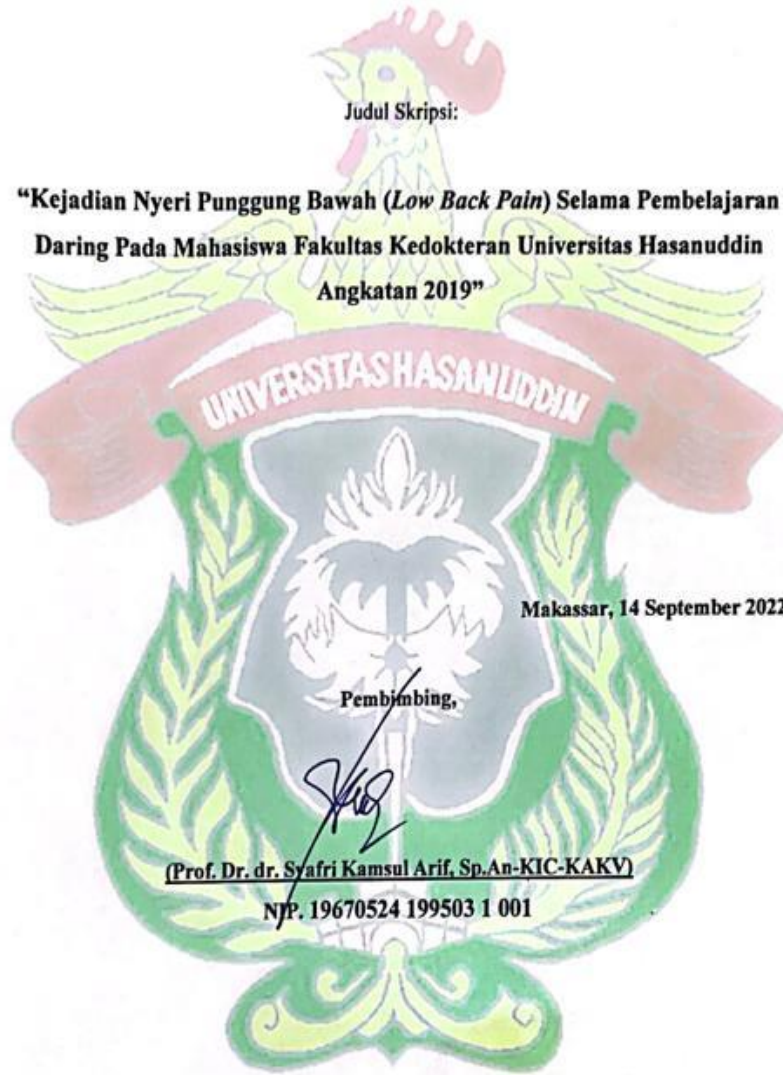 Judul Skripsi:
“Kejadian Nyeri Punggung Bawah (Low Back Pain) Selama Pembelajaran
Daring Pada Mahasiswa Fakultas Kedokteran Universitas Hasanuddin
Angkatan 2019”
UNIVERSITAS HASANUDDIN
Makassar, 14 September 2022
Pembimbing,
(Prof. Dr. dr. Syafri Kamsul Arif, Sp.An-KIC-KAKV)
NIP. 19670524 199503 1 001